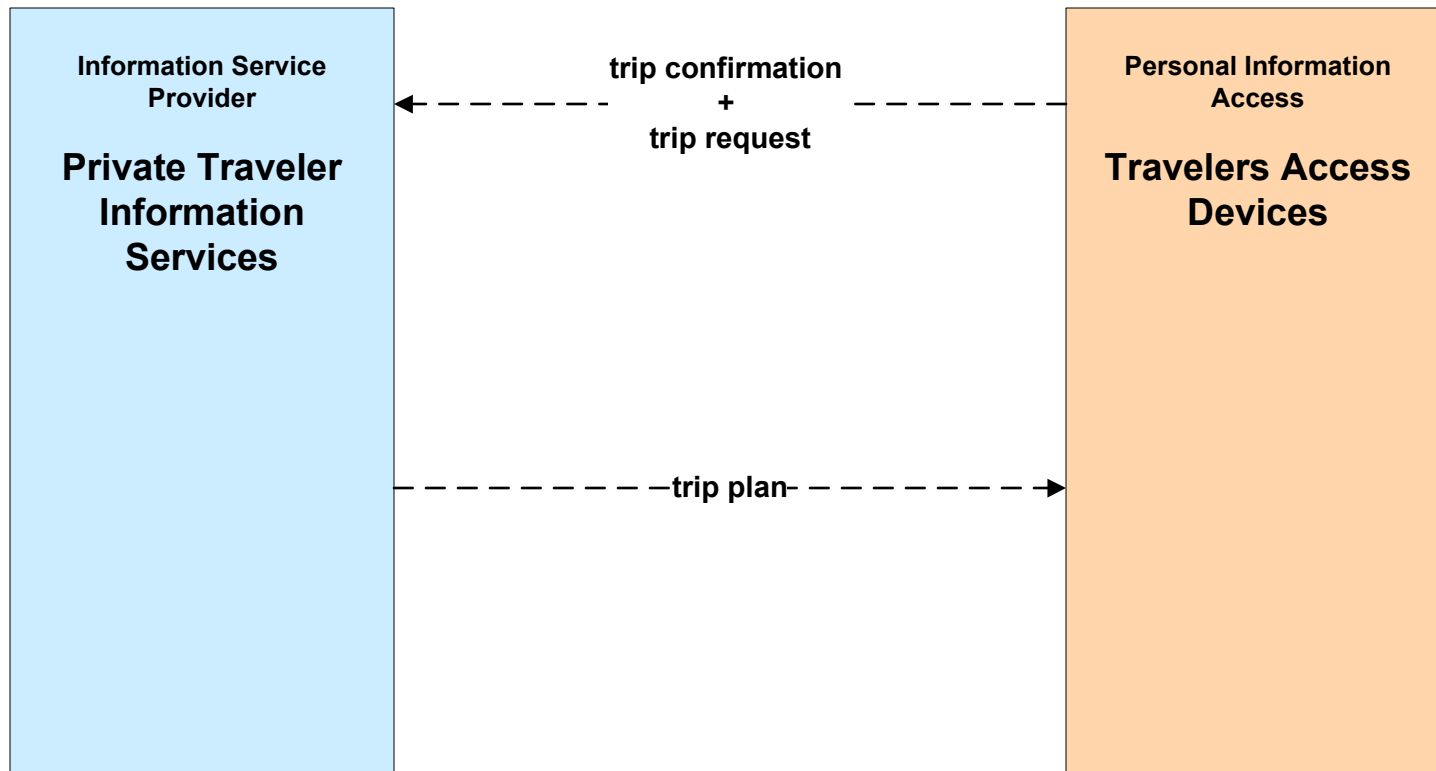 Information Service
Provider
Private Traveler
Information
Services
trip confirmation
+
trip request
Personal Information
Access
Travelers Access
Devices
trip plan